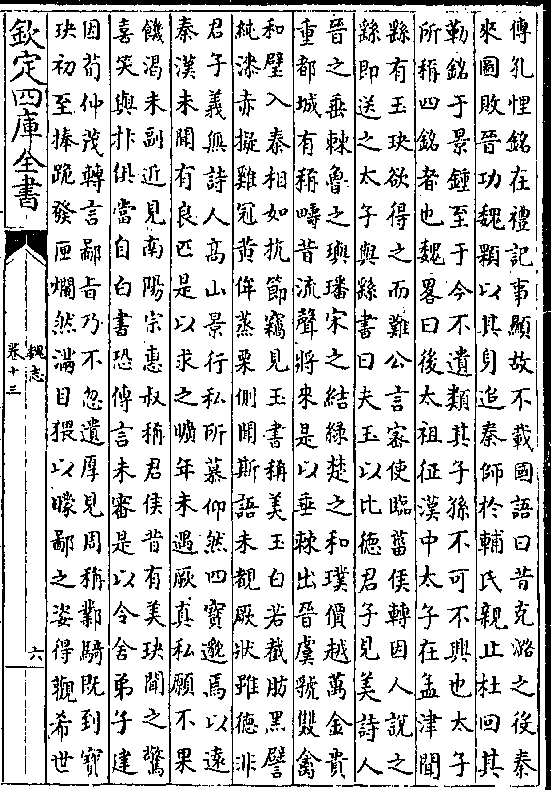 傅孔悝銘在禮記事顯故不載國語曰昔克潞之役秦
來圖敗晉功魏顆以其身追秦師於輔氏親止杜回其
勒銘于景鍾至于今不遺類其子孫不可不興也太子
所稱四銘者也魏畧曰後太祖征漢中太子在孟津聞
繇有玉玦欲得之而難公言密使臨菑侯轉因人說之
繇即送之太子與繇書曰夫玉以比德君子見美詩人
晉之垂棘魯之璵璠宋之結綠楚之和璞價越萬金貴
重都城有稱疇昔流聲將來是以垂棘出晉虞虢雙禽
和璧入秦相如抗節竊見玉書稱美玉白若截肪黑譬
純漆赤擬雞冠黃侔蒸栗側聞斯語未覩厥狀雖德非
君子義無詩人高山景行私所慕仰然四寶邈焉以遠
秦漢未聞有良匹是以求之曠年未遇厥真私願不果
饑渴未副近見南陽宗惠叔稱君侯昔有美玦聞之驚
喜笑與抃俱當自白書恐傳言未審是以令舍弟子建
因荀仲茂轉言鄙旨乃不忽遺厚見周稱鄴騎既到寶
玦初至捧跪發匣爛然滿目猥以矇鄙之姿得觀希世
欽定四庫全書
魏志
卷十三
六